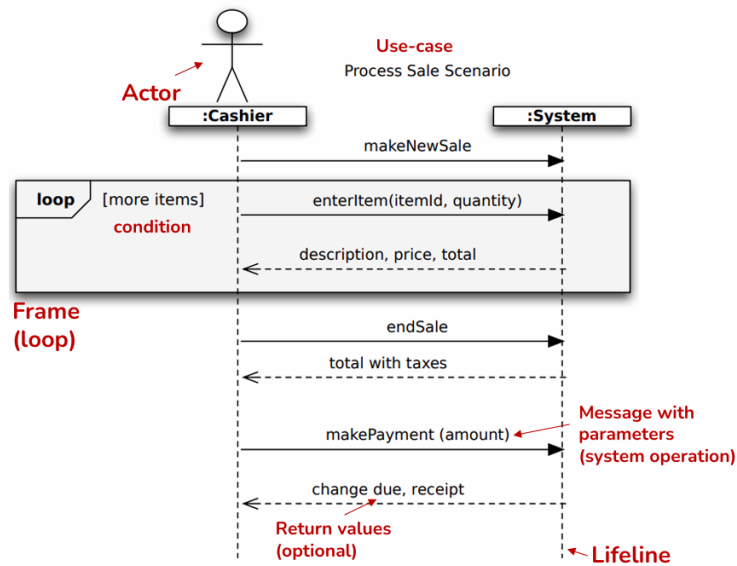 Use-case
Process Sale Scenario
Actor
:Cashier
:System
makeNewSale
loop
[more items]
enterItem(itemId, quantity)
condition
description, price, total
Frame
(loop)
endSale
total with taxes
makePayment (amount)
Message with
parameters
(system operation)
change due, receipt
Return values
(optional)
Lifeline